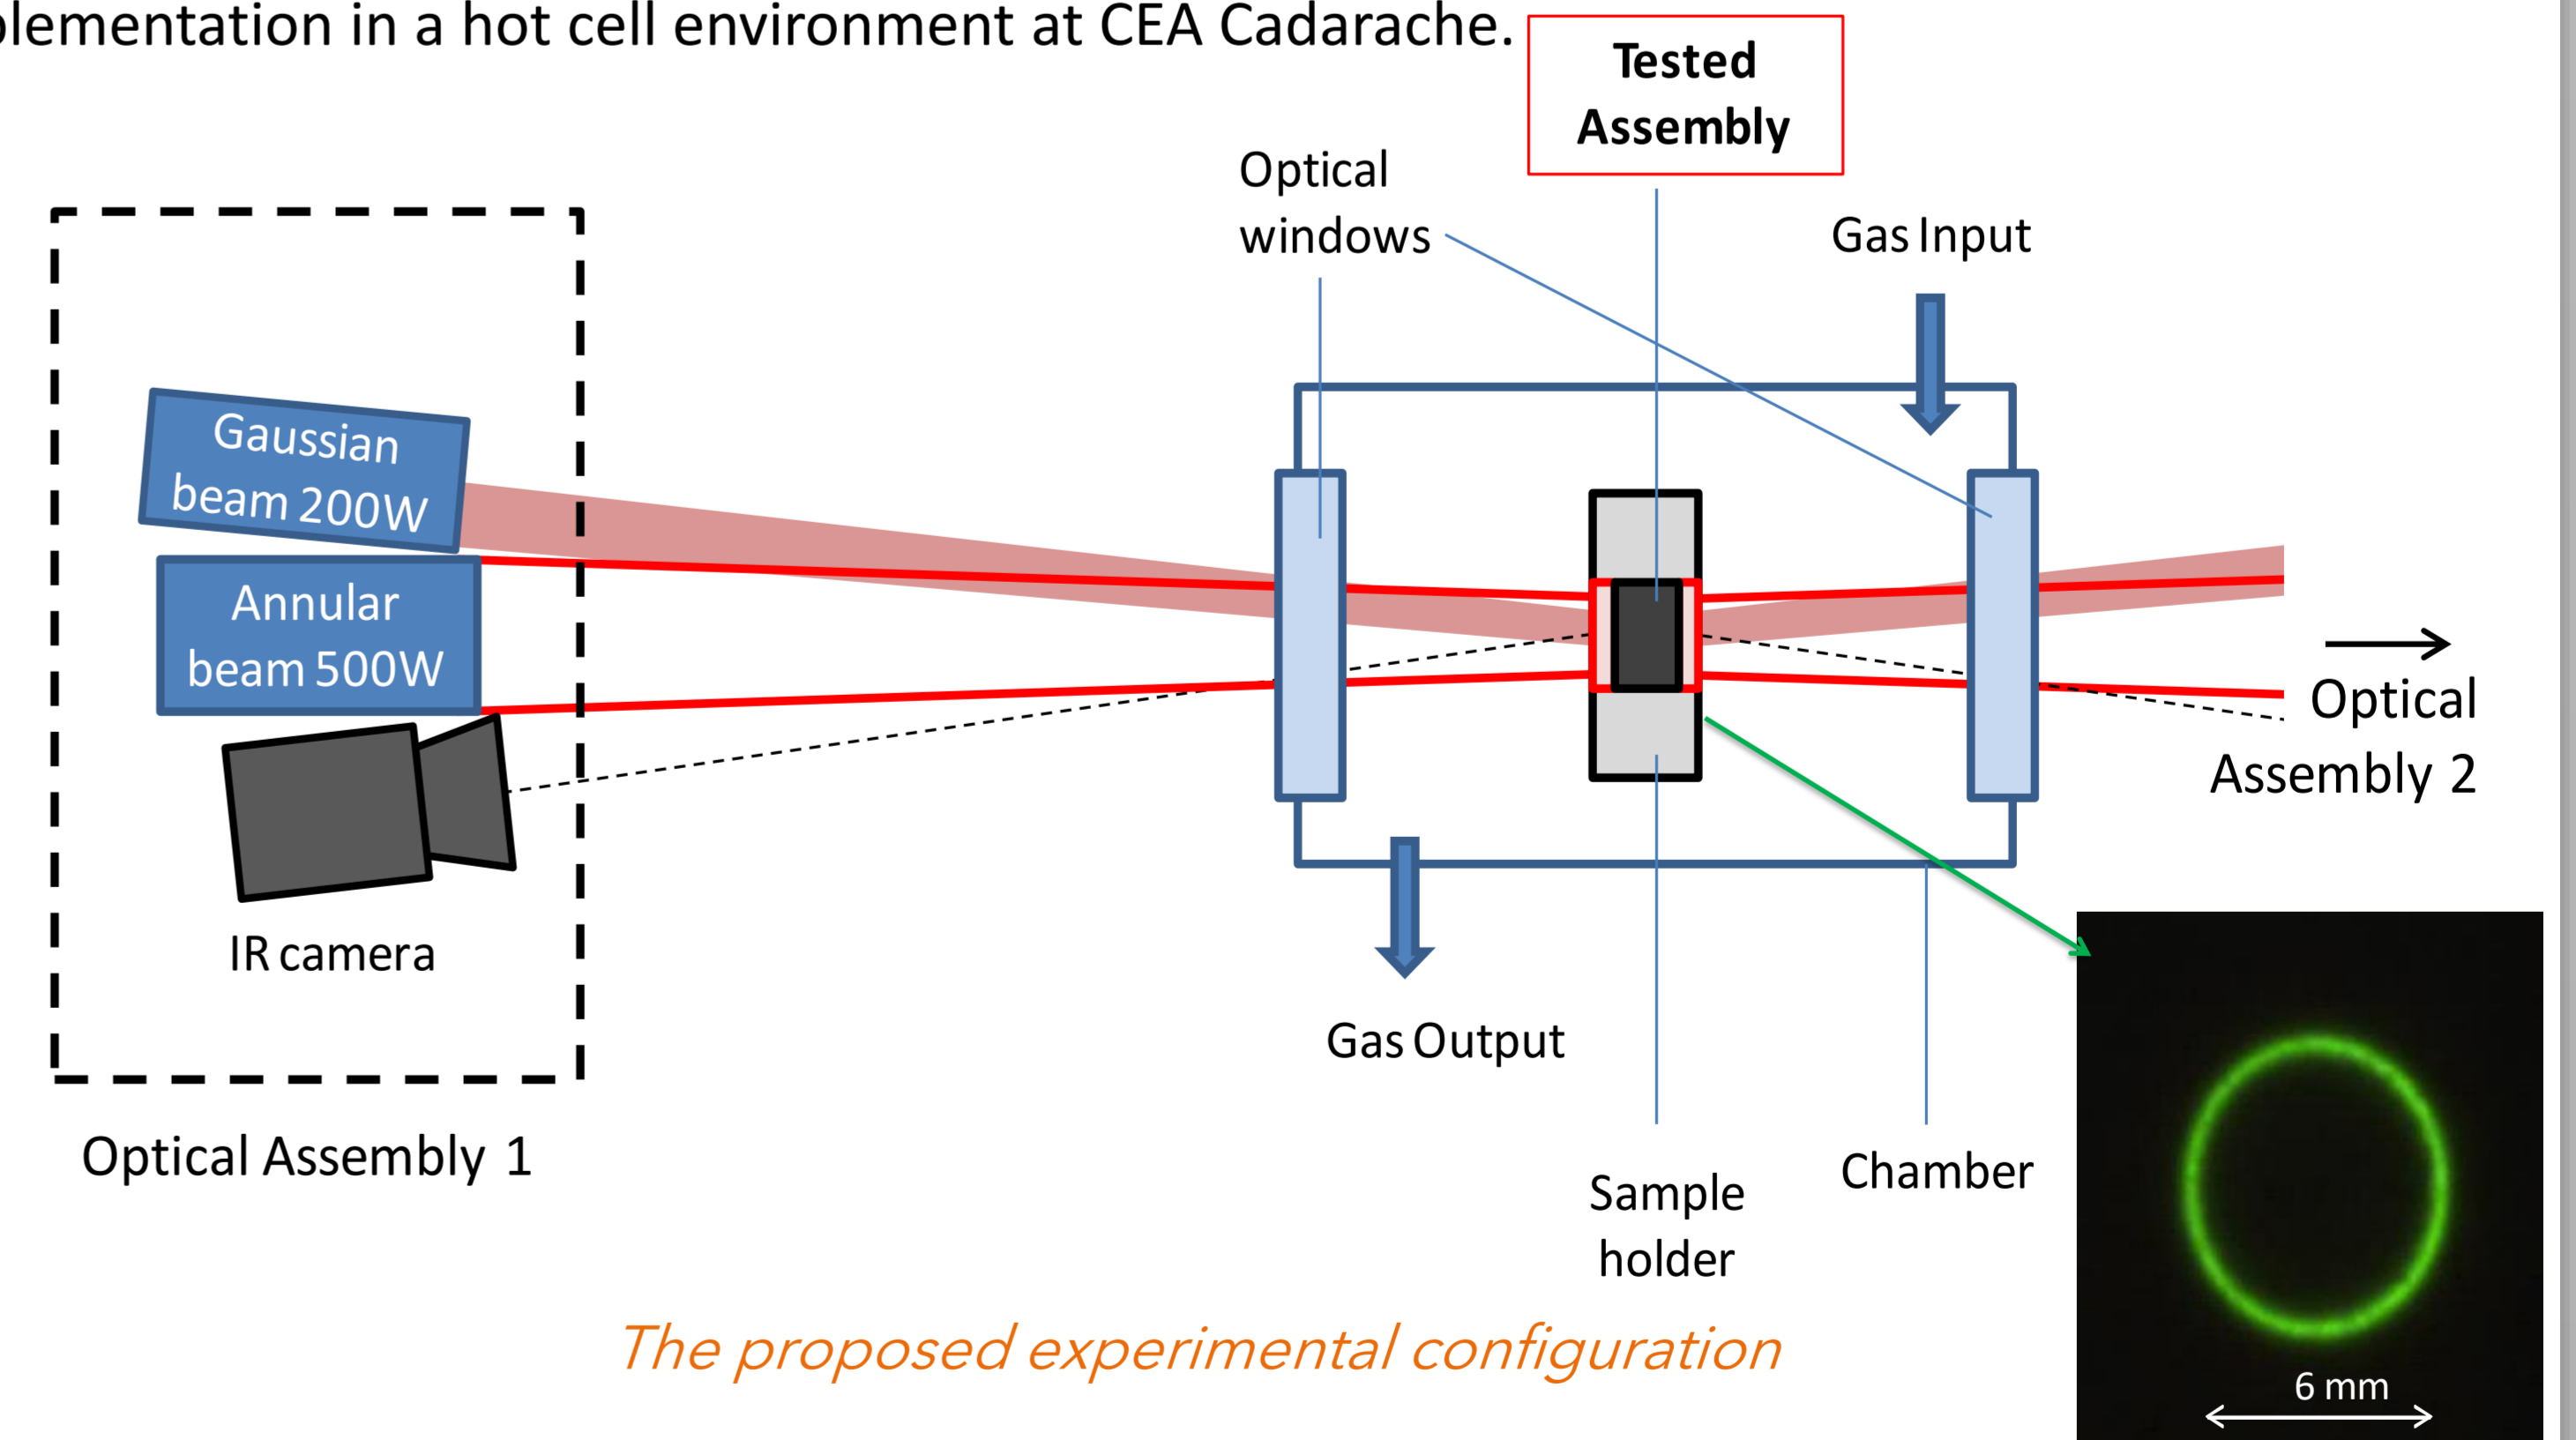 plementation in a hot cell environment at CEA Cadarache.
Tested
Assembly
Optical
windows
Gas Input
Gaussian
beam 200W
Annular
beam 500W
IR camera
Optical Assembly 1
Optical
Assembly 2
Gas Output
Sample
holder
Chamber
6 mm
The proposed experimental configuration